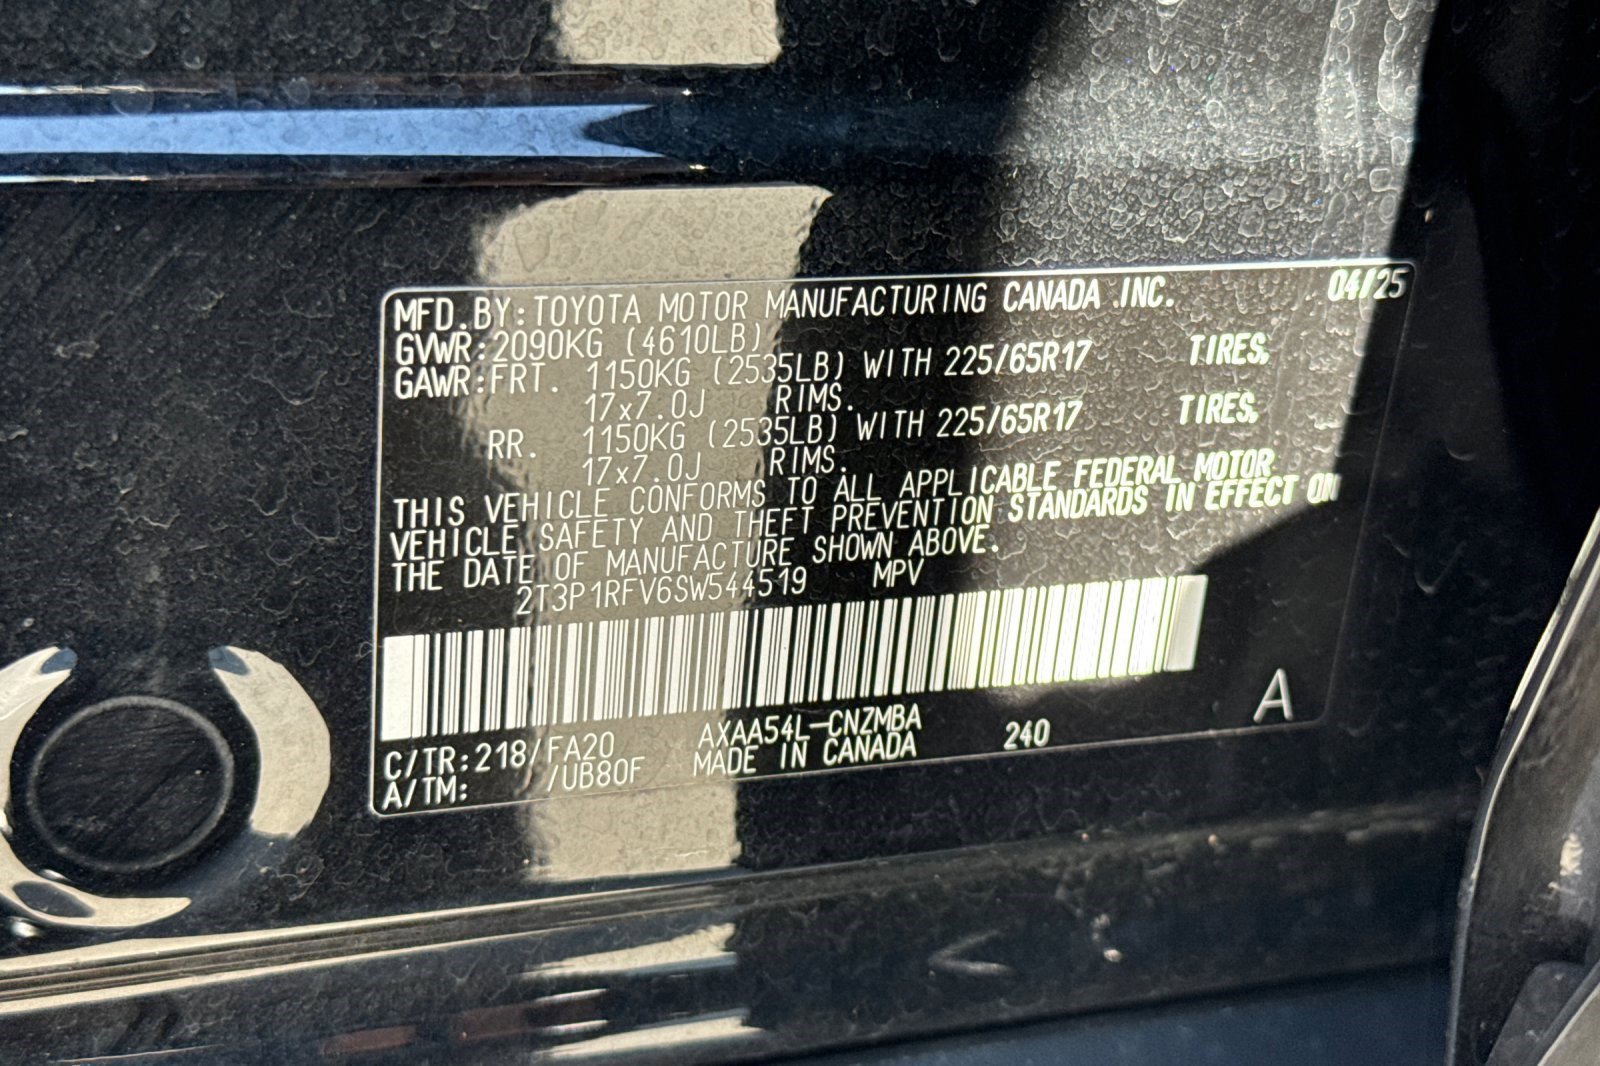 MFD.BY:TOYOTA MOTOR MANUFACTURING CANADA INC. 04/25
GVWR:2090KG (4610LB)
GAWR:FRT. 1150KG (2535LB) WITH 225/65R17 TIRES,
17x7.0J RIMS.
RR. 1150KG (2535LB) WITH 225/65R17 TIRES,
17x7.0J RIMS.
THIS VEHICLE CONFORMS TO ALL APPLICABLE FEDERAL MOTOR
VEHICLE SAFETY AND THEFT PREVENTION STANDARDS IN EFFECT ON
THE DATE OF MANUFACTURE SHOWN ABOVE.
2T3P1RFV6SW544519 MPV
C/TR:218/FA20 AXAA54L-CNZMBA 240 A
A/TM: /UB80F MADE IN CANADA